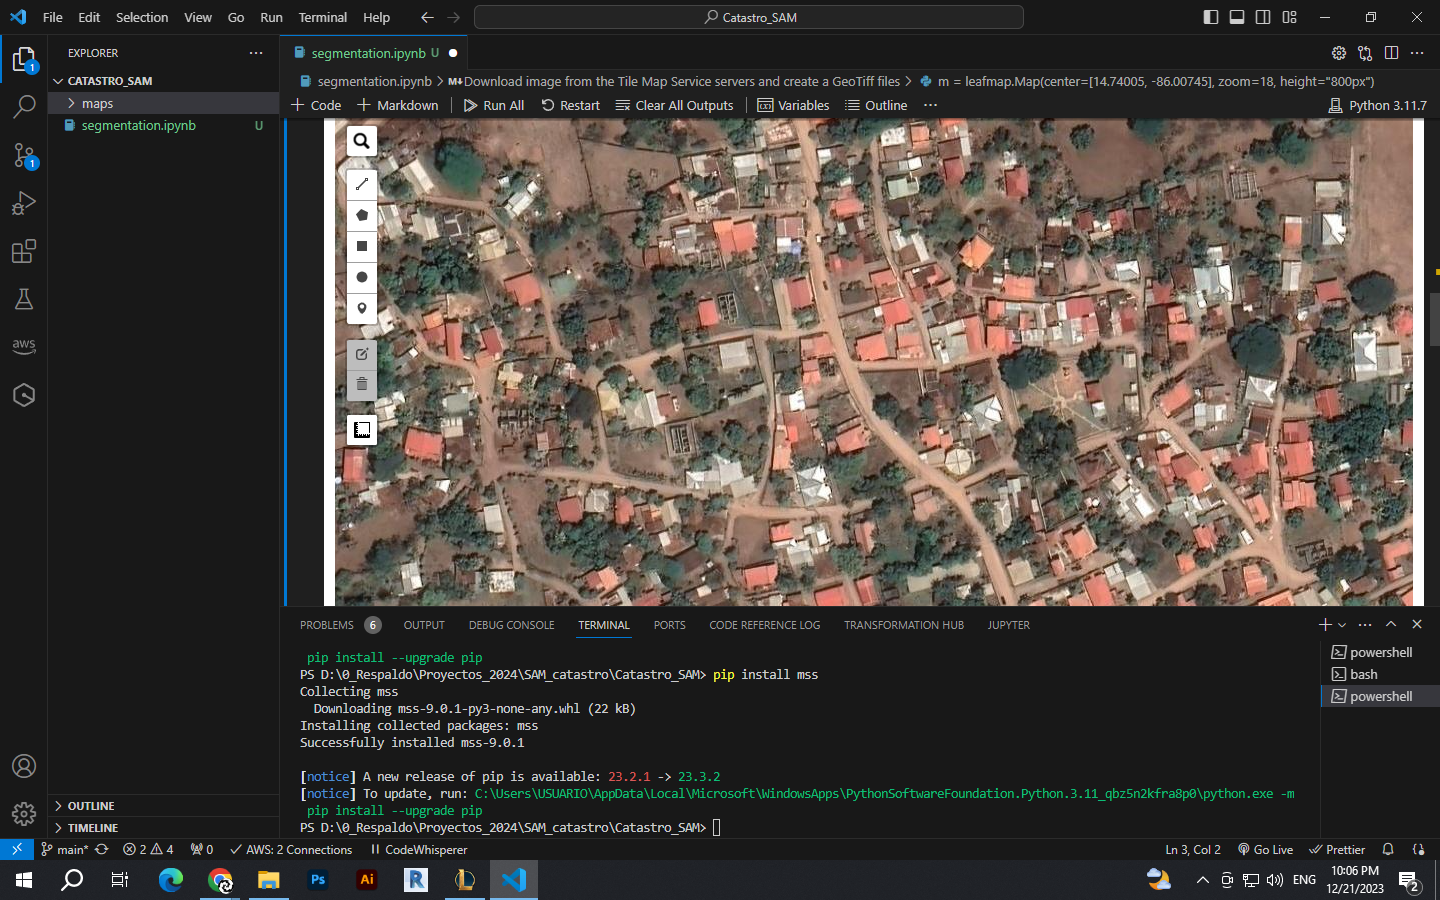 File Edit Selection View Go Run Terminal Help Catastro_SAM
EXPLORER
CATASTRO_SAM
maps
segmentation.ipynb U
OUTLINE
TIMELINE
1
1
aws
segmentation.ipynb U
segmentation.ipynb > M↓Download image from the Tile Map Service servers and create a GeoTiff files > m = leafmap.Map(center=[14.74005, -86.00745], zoom=18, height="800px")
+ Code + Markdown Run All Restart Clear All Outputs Variables Outline ... Python 3.11.7
PROBLEMS 6 OUTPUT DEBUG CONSOLE TERMINAL PORTS CODE REFERENCE LOG TRANSFORMATION HUB JUPYTER
pip install --upgrade pip
PS D:\0_Respaldo\Proyectos_2024\SAM_catastro\Catastro_SAM> pip install mss
Collecting mss
Downloading mss-9.0.1-py3-none-any.whl (22 kB)
Installing collected packages: mss
Successfully installed mss-9.0.1
[notice] A new release of pip is available: 23.2.1 -> 23.3.2
[notice] To update, run: C:\Users\USUARIO\AppData\Local\Microsoft\WindowsApps\PythonSoftwareFoundation.Python.3.11_qbz5n2kfra8p0\python.exe -m
pip install --upgrade pip
PS D:\0_Respaldo\Proyectos_2024\SAM_catastro\Catastro_SAM>
powershell
bash
powershell
main* 2 4 0 AWS: 2 Connections CodeWhisperer Ln 3, Col 2 Go Live Prettier
Ps Ai R ENG 10:06 PM
12/21/2023 2